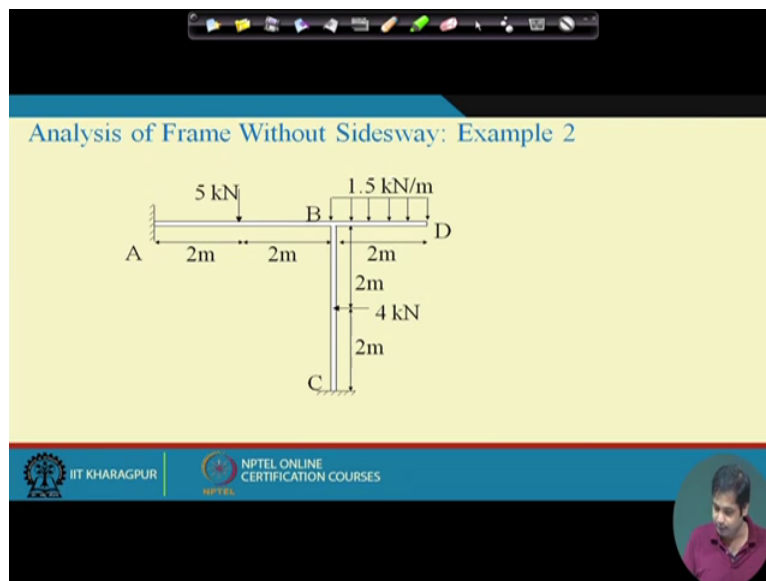 Analysis of Frame Without Sidesway: Example 2
5 kN
1.5 kN/m
B
D
A
2m
2m
2m
2m
4 kN
2m
C
IIT KHARAGPUR
NPTEL ONLINE
CERTIFICATION COURSES
NPTEL